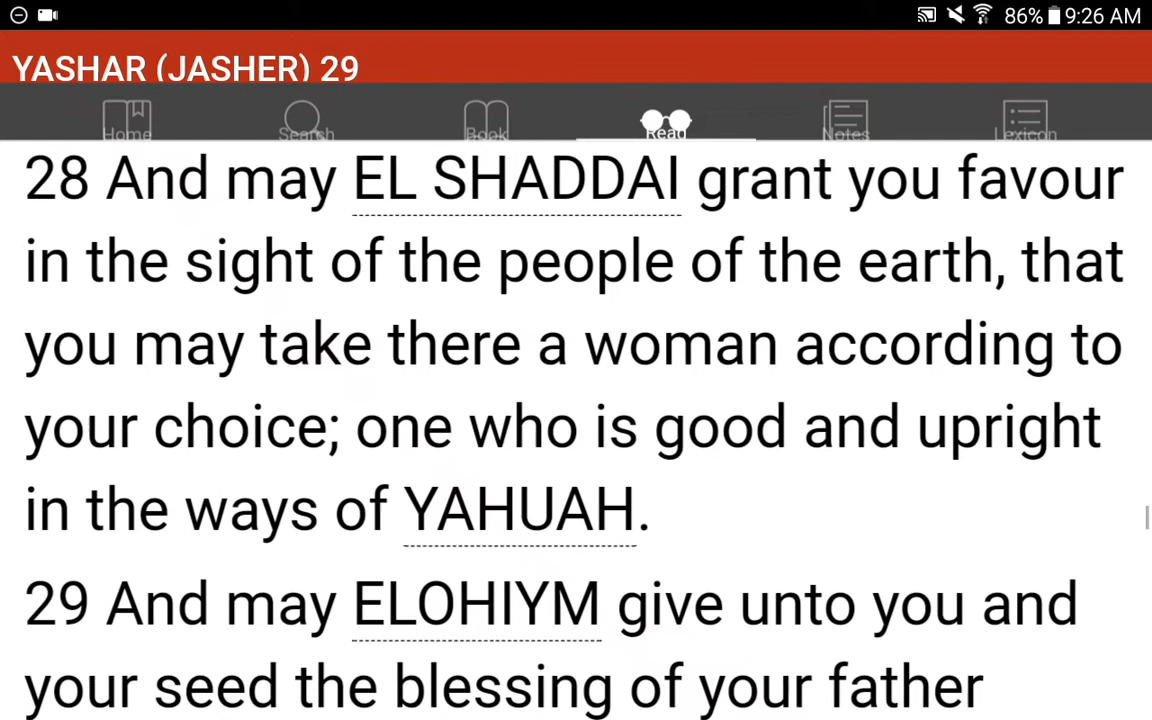 86% 9:26 AM
YASHAR (JASHER) 29
Home Search Book Read Notes Lexicon
28 And may EL SHADDAI grant you favour
in the sight of the people of the earth, that
you may take there a woman according to
your choice; one who is good and upright
in the ways of YAHUAH.
29 And may ELOHIYM give unto you and
your seed the blessing of your father